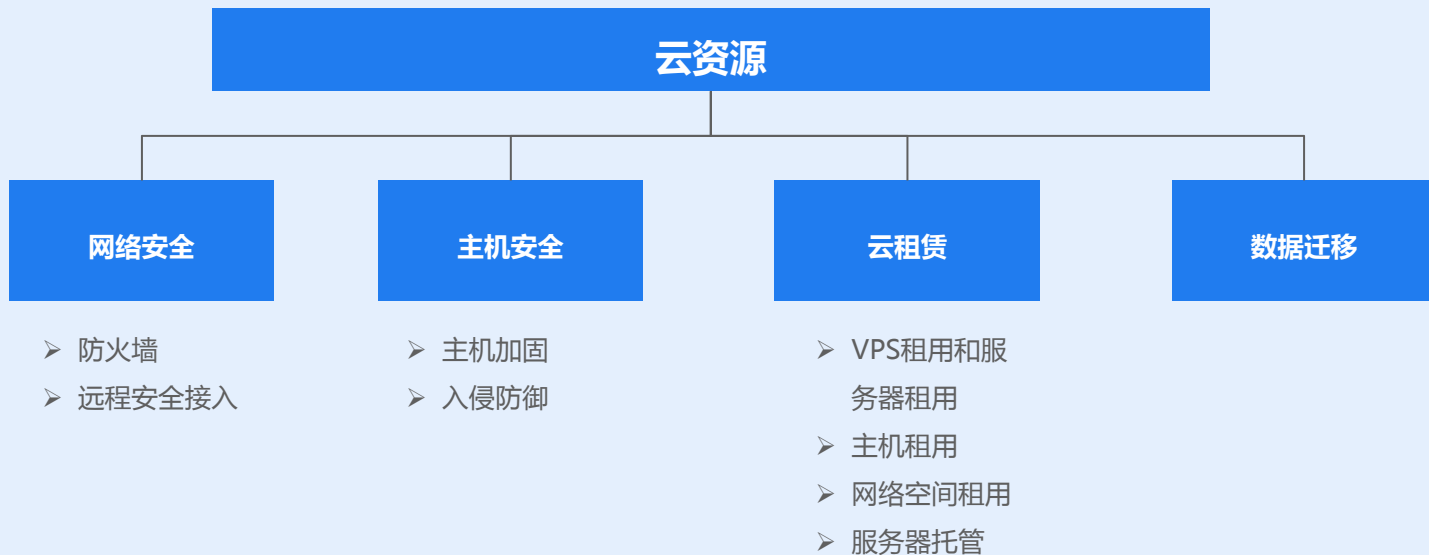 云资源
网络安全
主机安全
云租赁
数据迁移
防火墙
远程安全接入
主机加固
入侵防御
VPS租用和服
务器租用
主机租用
网络空间租用
服务器托管